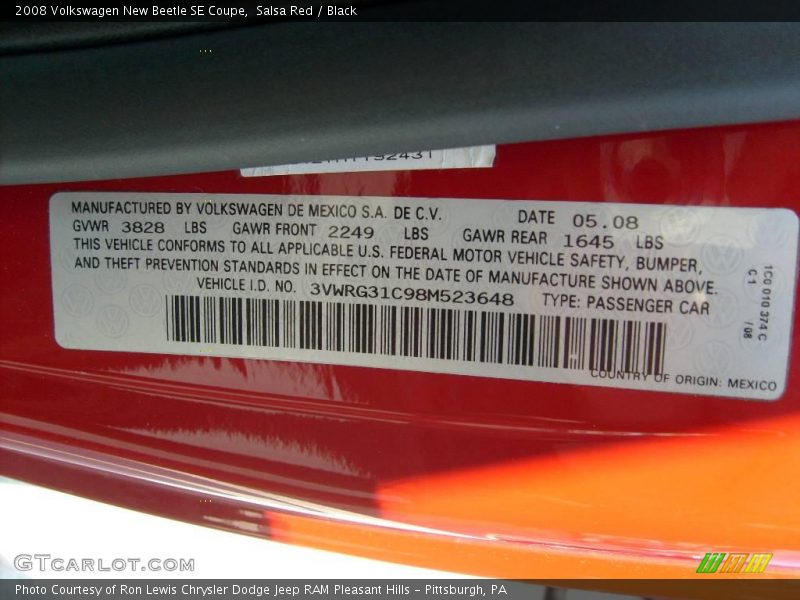 2008 Volkswagen New Beetle SE Coupe, Salsa Red / Black
MANUFACTURED BY VOLKSWAGEN DE MEXICO S.A. DE C.V. DATE 05.08
GVWR 3828 LBS GAWR FRONT 2249 LBS GAWR REAR 1645 LBS
THIS VEHICLE CONFORMS TO ALL APPLICABLE U.S. FEDERAL MOTOR VEHICLE SAFETY, BUMPER,
AND THEFT PREVENTION STANDARDS IN EFFECT ON THE DATE OF MANUFACTURE SHOWN ABOVE.
VEHICLE I.D. NO. 3VWRG31C98M523648 TYPE: PASSENGER CAR
COUNTRY OF ORIGIN: MEXICO
1C0 010 374 C
C1 /08
GTCARLOT.COM
Photo Courtesy of Ron Lewis Chrysler Dodge Jeep RAM Pleasant Hills - Pittsburgh, PA